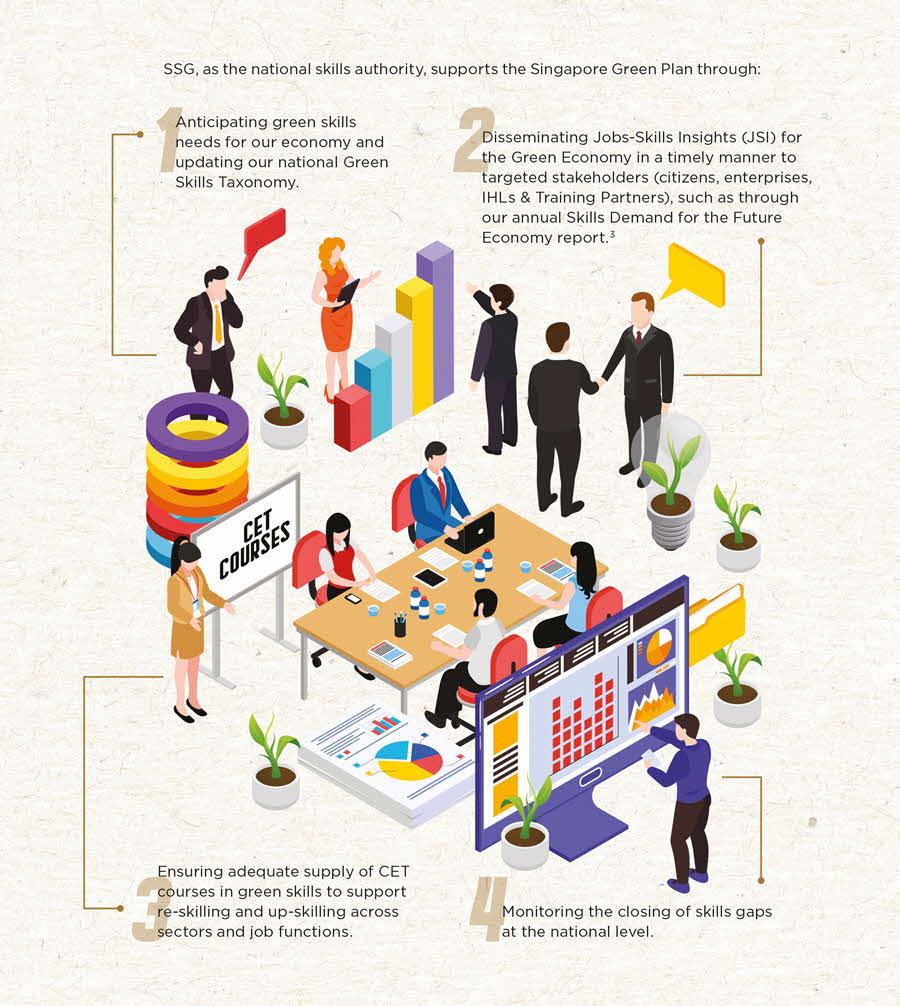 SSG, as the national skills authority, supports the Singapore Green Plan through:
1
Anticipating green skills
needs for our economy and
updating our national Green
Skills Taxonomy.
2
Disseminating Jobs-Skills Insights (JSI) for
the Green Economy in a timely manner to
targeted stakeholders (citizens, enterprises,
IHLs & Training Partners), such as through
our annual Skills Demand for the Future
Economy report.³
CET
COURSES
3
Ensuring adequate supply of CET
courses in green skills to support
re-skilling and up-skilling across
sectors and job functions.
4
Monitoring the closing of skills gaps
at the national level.